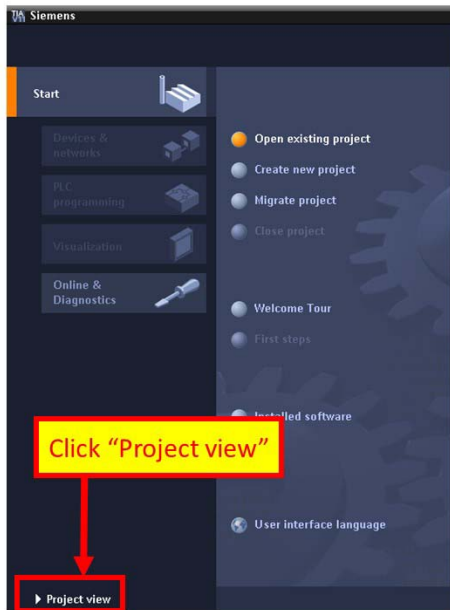 TIA Siemens
Start
Devices &
networks
PLC
programming
Visualization
Online &
Diagnostics
Open existing project
Create new project
Migrate project
Close project
Welcome Tour
First steps
Installed software
User interface language
Click “Project view”
Project view